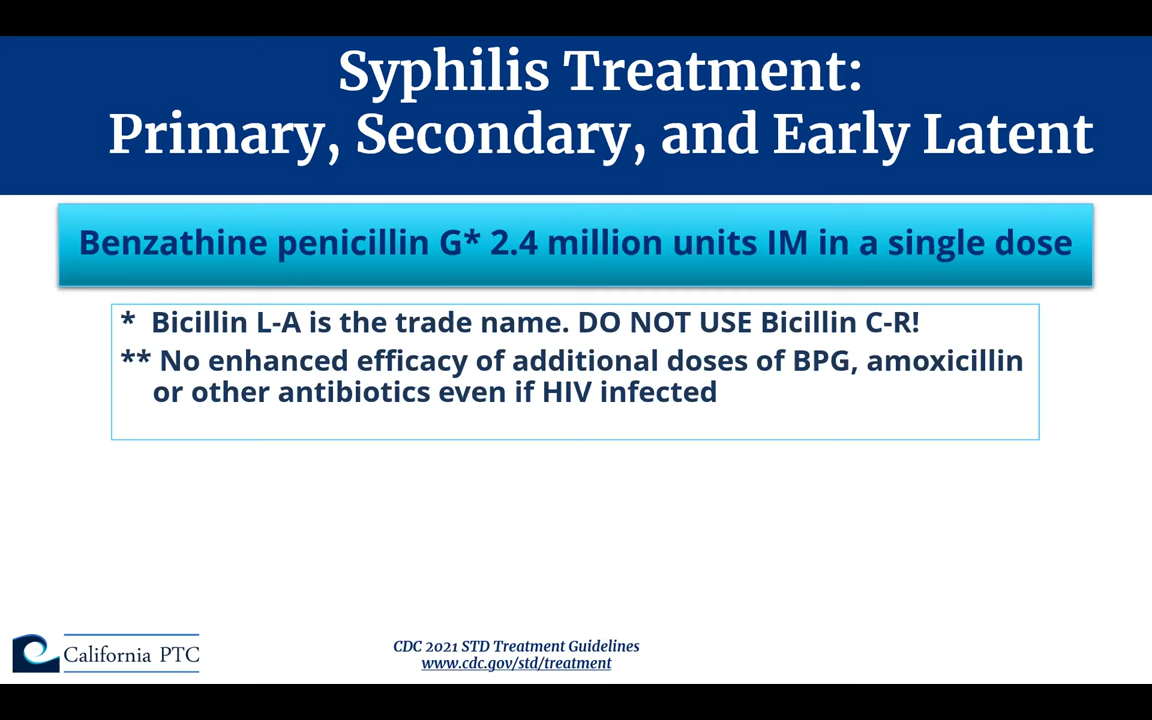 Syphilis Treatment:
Primary, Secondary, and Early Latent
Benzathine penicillin G* 2.4 million units IM in a single dose
* Bicillin L-A is the trade name. DO NOT USE Bicillin C-R!
** No enhanced efficacy of additional doses of BPG, amoxicillin
or other antibiotics even if HIV infected
California PTC
CDC 2021 STD Treatment Guidelines
www.cdc.gov/std/treatment